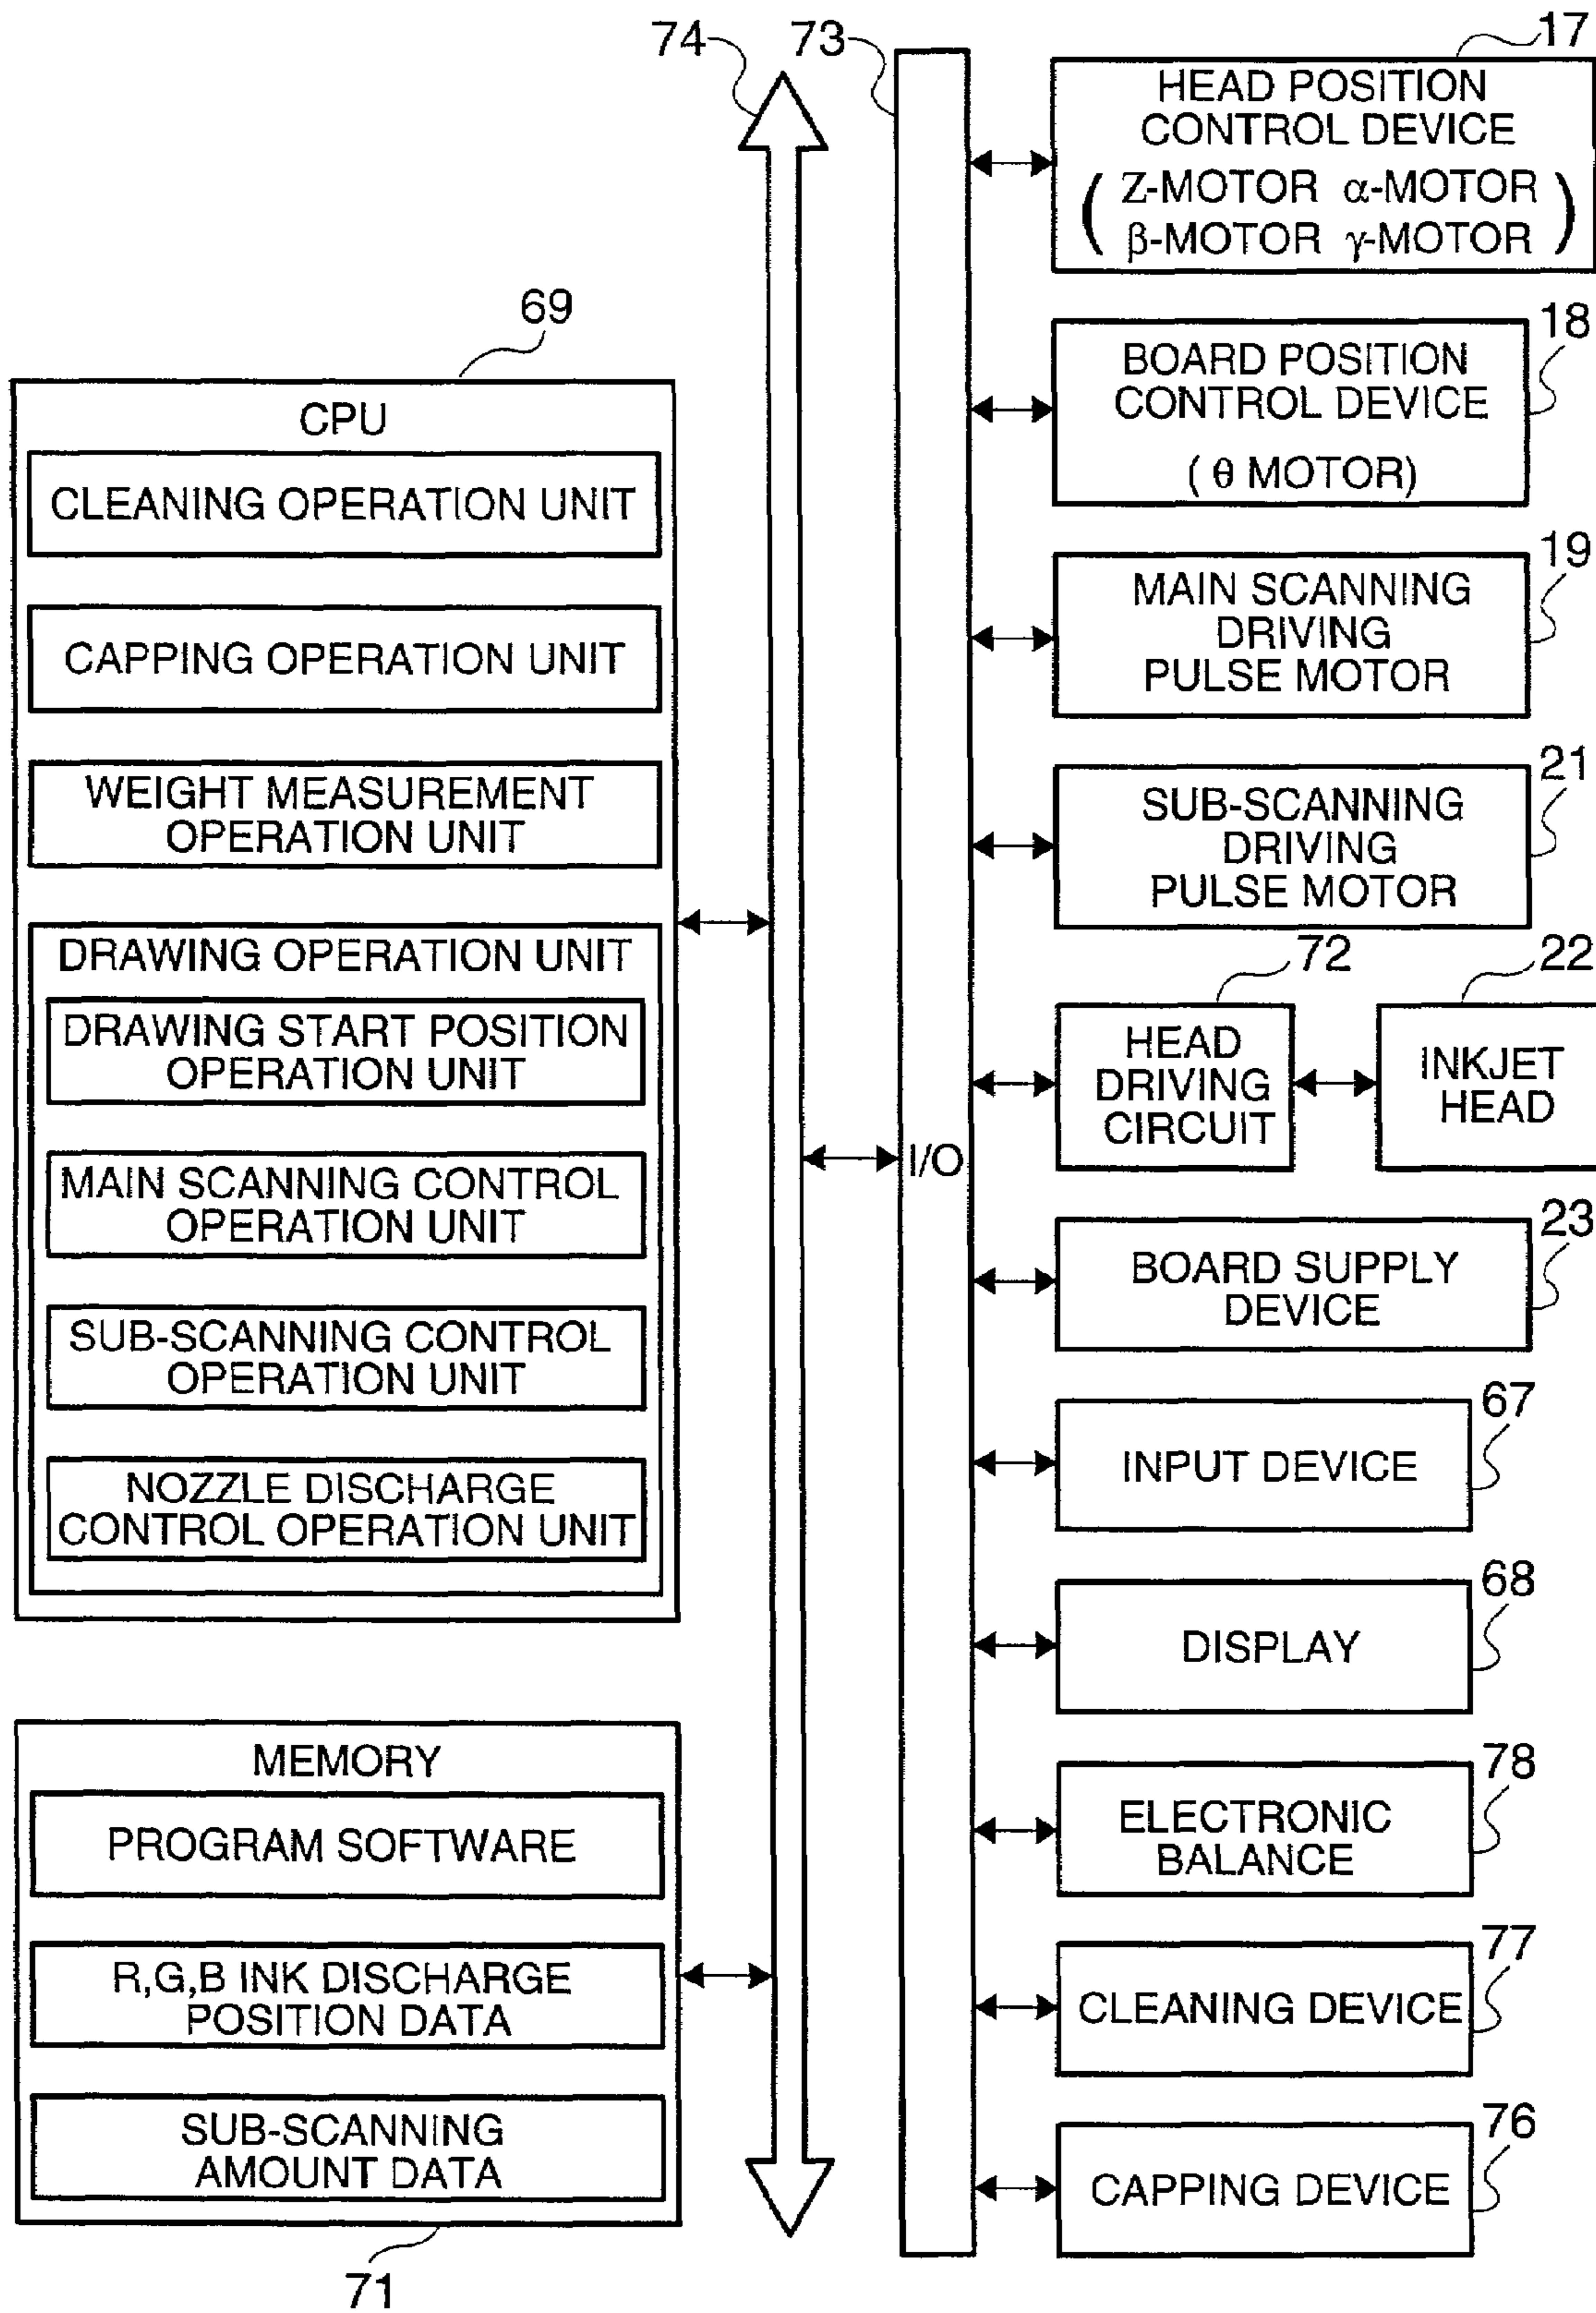 74
73
17
HEAD POSITION
CONTROL DEVICE
( Z-MOTOR α-MOTOR
β-MOTOR γ-MOTOR )
69
CPU
CLEANING OPERATION UNIT
CAPPING OPERATION UNIT
WEIGHT MEASUREMENT
OPERATION UNIT
DRAWING OPERATION UNIT
DRAWING START POSITION
OPERATION UNIT
MAIN SCANNING CONTROL
OPERATION UNIT
SUB-SCANNING CONTROL
OPERATION UNIT
NOZZLE DISCHARGE
CONTROL OPERATION UNIT
MEMORY
PROGRAM SOFTWARE
R,G,B INK DISCHARGE
POSITION DATA
SUB-SCANNING
AMOUNT DATA
71
I/O
18
BOARD POSITION
CONTROL DEVICE
( θ MOTOR)
19
MAIN SCANNING
DRIVING
PULSE MOTOR
21
SUB-SCANNING
DRIVING
PULSE MOTOR
72
HEAD
DRIVING
CIRCUIT
22
INKJET
HEAD
23
BOARD SUPPLY
DEVICE
67
INPUT DEVICE
68
DISPLAY
78
ELECTRONIC
BALANCE
77
CLEANING DEVICE
76
CAPPING DEVICE